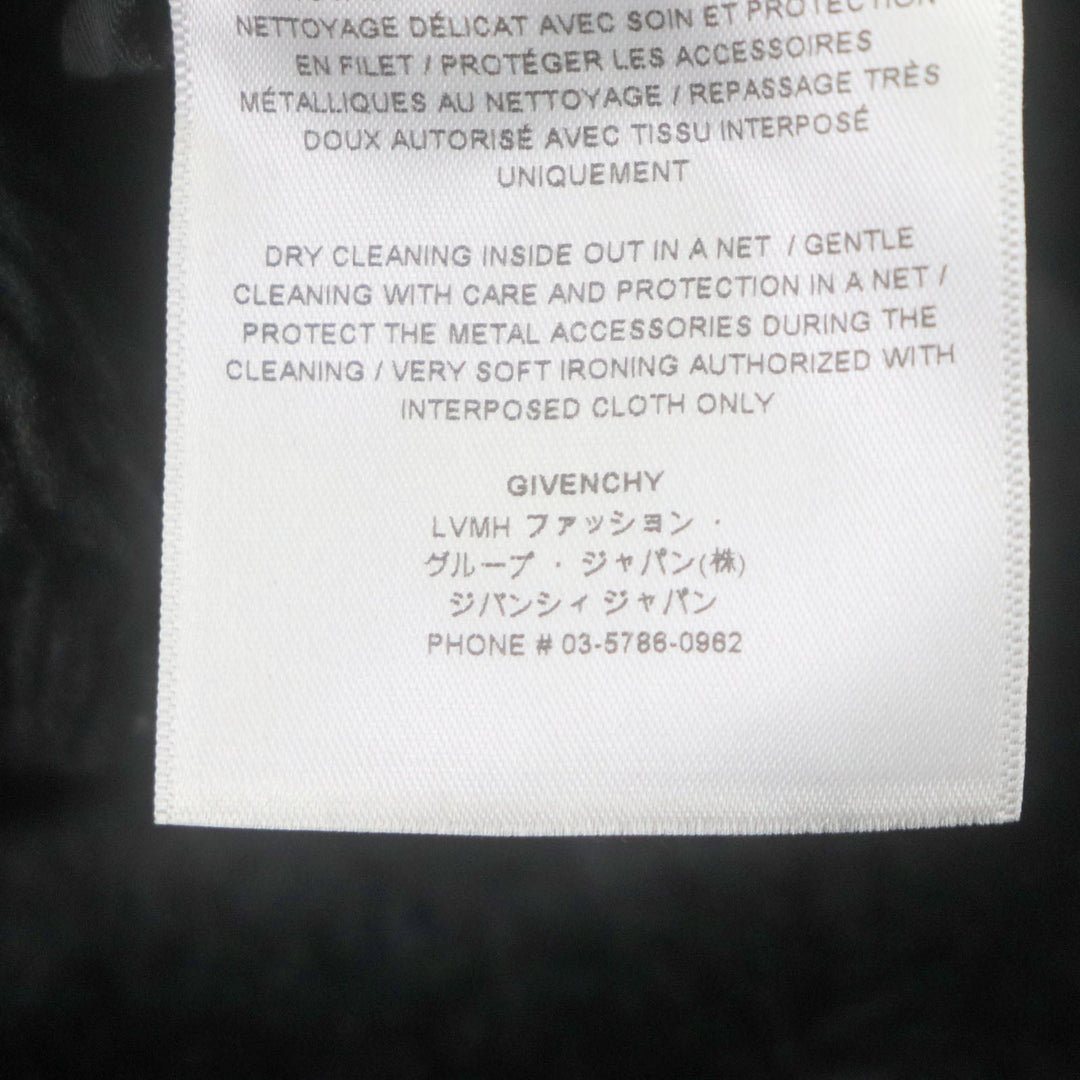 NETTOYAGE DÉLICAT AVEC SOIN ET PROTECTION
EN FILET / PROTÉGER LES ACCESSOIRES
MÉTALLIQUES AU NETTOYAGE / REPASSAGE TRÈS
DOUX AUTORISÉ AVEC TISSU INTERPOSÉ
UNIQUEMENT
DRY CLEANING INSIDE OUT IN A NET / GENTLE
CLEANING WITH CARE AND PROTECTION IN A NET /
PROTECT THE METAL ACCESSORIES DURING THE
CLEANING / VERY SOFT IRONING AUTHORIZED WITH
INTERPOSED CLOTH ONLY
GIVENCHY
LVMH ファッション ・
グループ ・ ジャパン(株)
ジバンシィ ジャパン
PHONE # 03-5786-0962